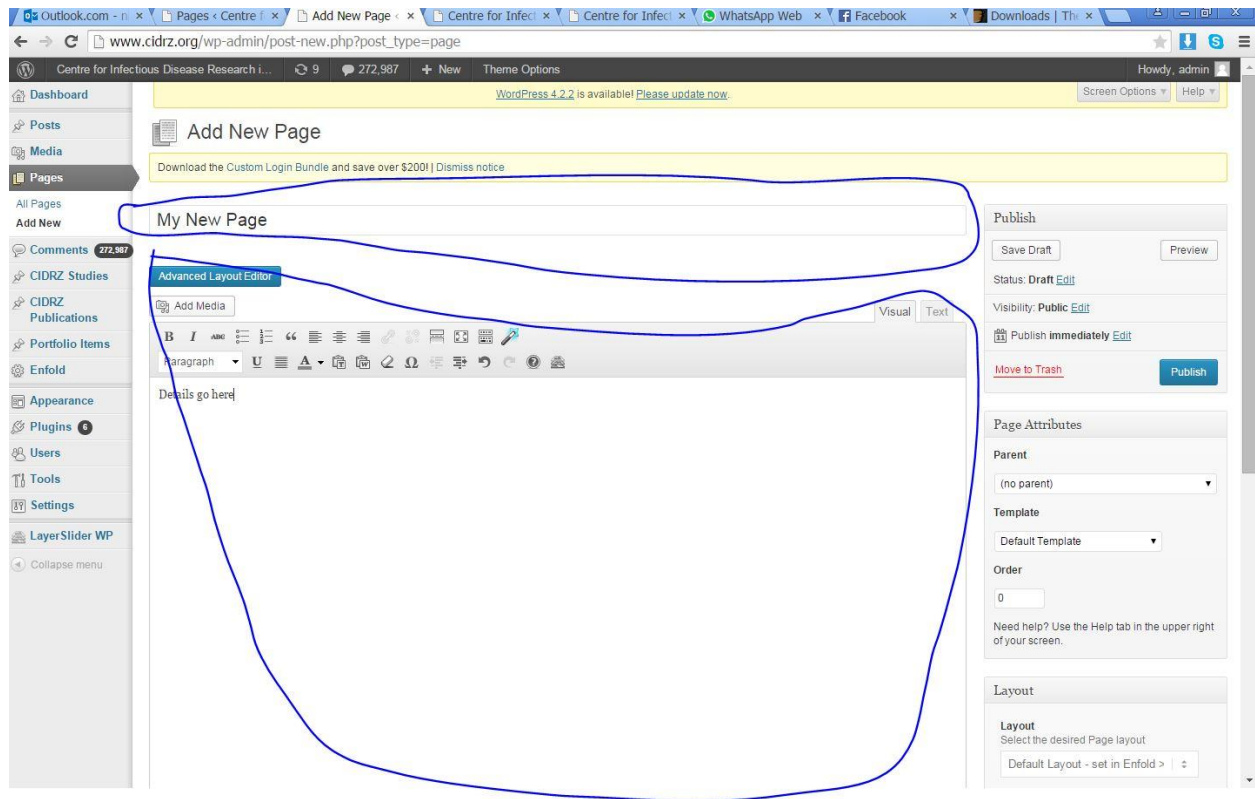 Outlook.com - n
Pages ‹ Centre f
Add New Page ‹
Centre for Infect
Centre for Infect
WhatsApp Web
Facebook
Downloads | Th
www.cidrz.org/wp-admin/post-new.php?post_type=page
Centre for Infectious Disease Research i... 9 272,987 + New Theme Options Howdy, admin
WordPress 4.2.2 is available! Please update now.
Screen Options Help
Dashboard
Posts
Media
Pages
All Pages
Add New
Comments 272,987
CIDRZ Studies
CIDRZ
Publications
Portfolio Items
Enfold
Appearance
Plugins 6
Users
Tools
Settings
LayerSlider WP
Collapse menu
Add New Page
Download the Custom Login Bundle and save over $200! | Dismiss notice
My New Page
Advanced Layout Editor
Add Media
Visual Text
B I ABC
Paragraph U A Ω
Details go here
Publish
Save Draft Preview
Status: Draft Edit
Visibility: Public Edit
Publish immediately Edit
Move to Trash Publish
Page Attributes
Parent
(no parent)
Template
Default Template
Order
0
Need help? Use the Help tab in the upper right
of your screen.
Layout
Layout
Select the desired Page layout
Default Layout - set in Enfold >